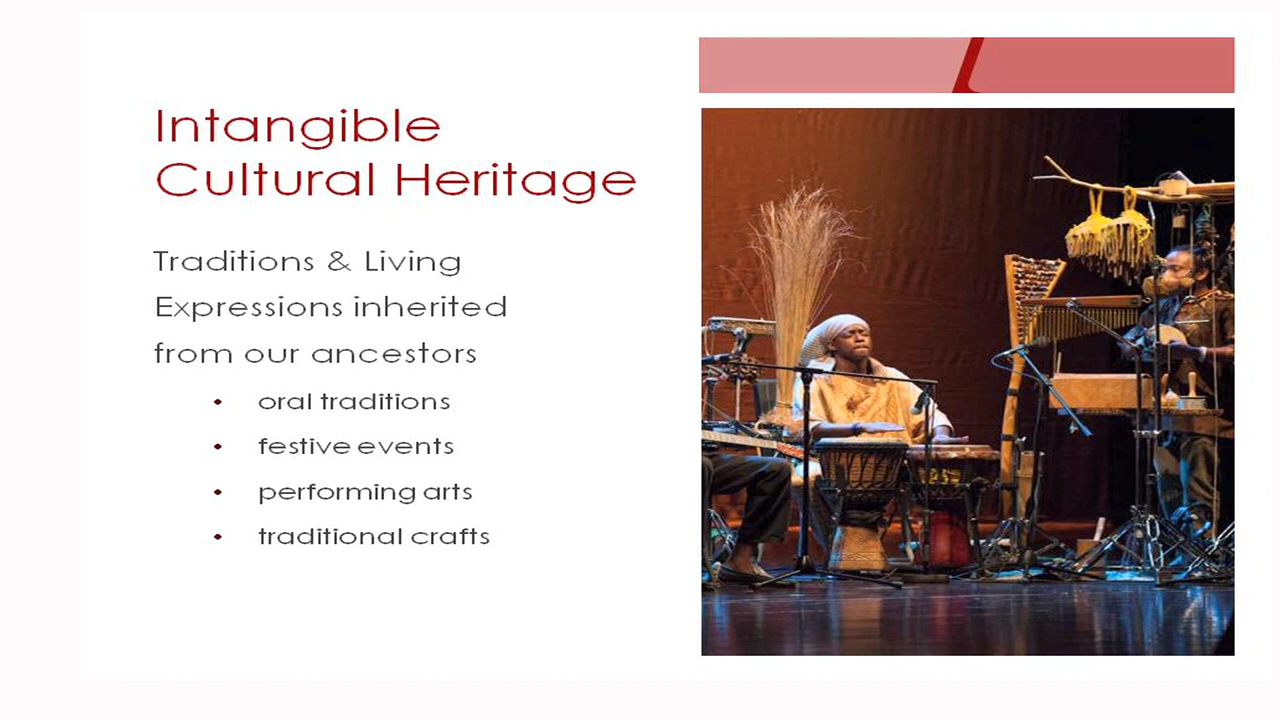 Intangible
Cultural Heritage
Traditions & Living
Expressions inherited
from our ancestors
• oral traditions
• festive events
• performing arts
• traditional crafts